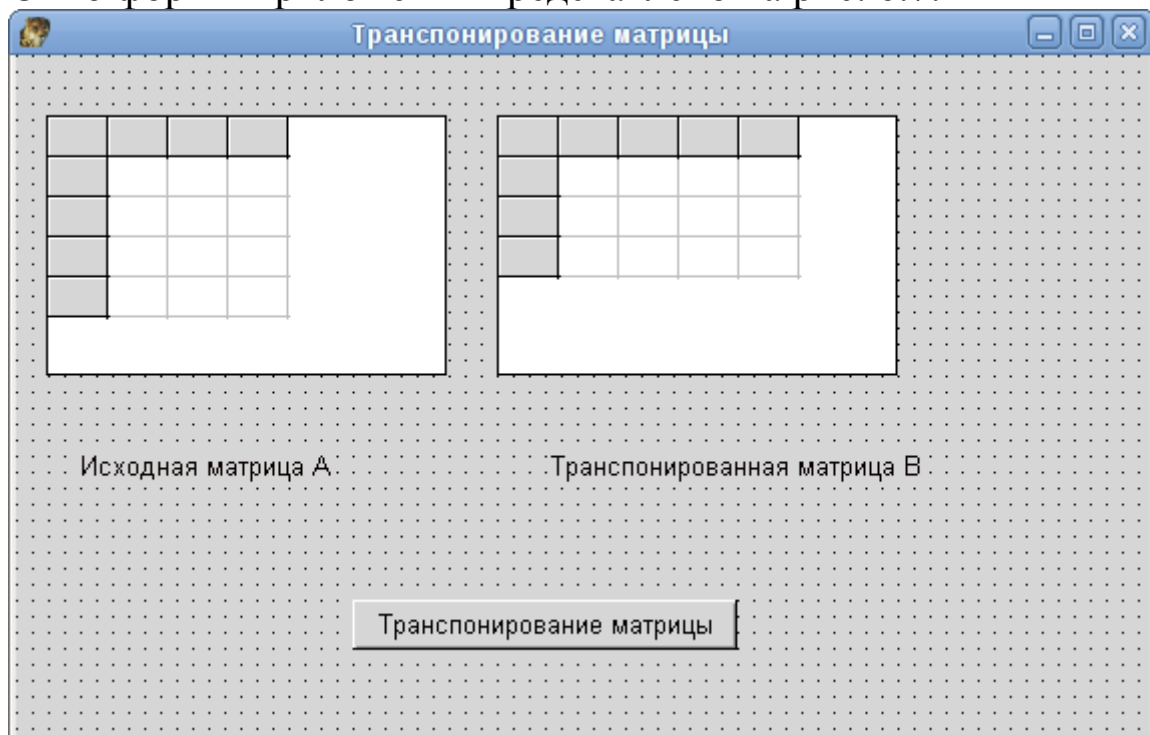 Транспонирование матрицы
Исходная матрица А
Транспонированная матрица В
Транспонирование матрицы